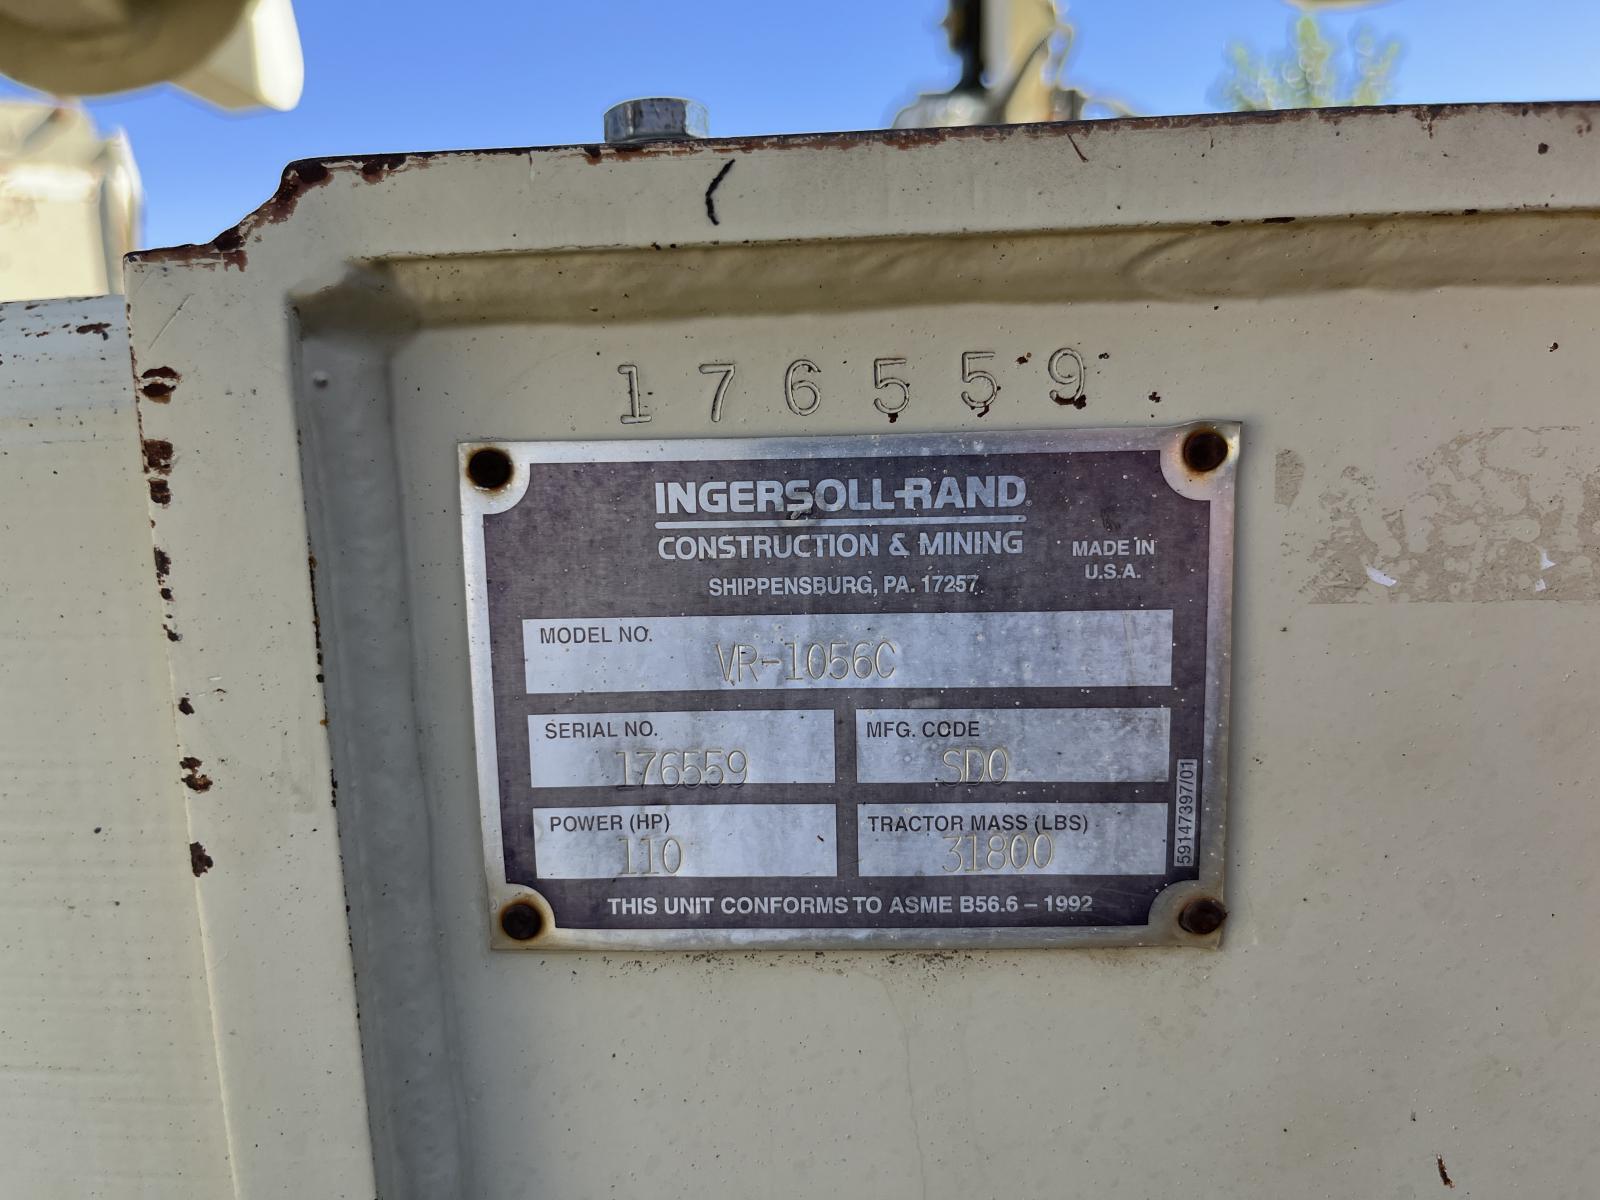 176559
INGERSOLL-RAND®
CONSTRUCTION & MINING
MADE IN
U.S.A.
SHIPPENSBURG, PA. 17257
MODEL NO.
VR-1056C
SERIAL NO.
176559
MFG. CODE
SDO
POWER (HP)
110
TRACTOR MASS (LBS)
31800
59147397/01
THIS UNIT CONFORMS TO ASME B56.6 – 1992